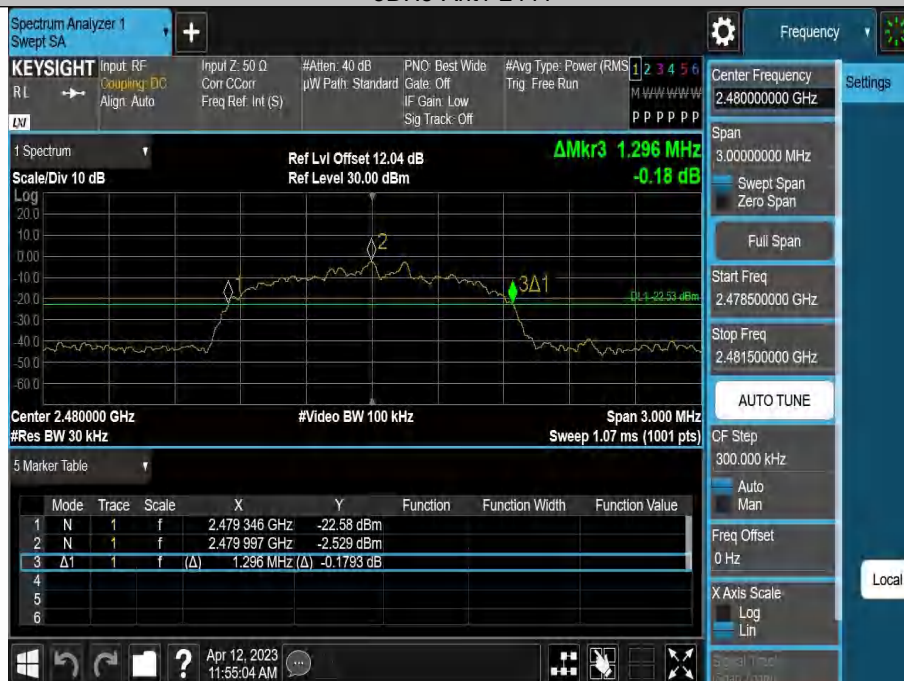 Spectrum Analyzer 1
Swept SA
+
Frequency
KEYSIGHT
RL
LXI
Input: RF
Coupling: DC
Align: Auto
Input Z: 50 Ω
Corr CCorr
Freq Ref: Int (S)
#Atten: 40 dB
µW Path: Standard
PNO: Best Wide
Gate: Off
IF Gain: Low
Sig Track: Off
#Avg Type: Power (RMS
Trig: Free Run
1 2 3 4 5 6
M W W W W W
P P P P P P
1 Spectrum
Scale/Div 10 dB
Ref Lvl Offset 12.04 dB
Ref Level 30.00 dBm
ΔMkr3 1.296 MHz
-0.18 dB
Log
20.0
10.0
0.00
-10.0
-20.0
-30.0
-40.0
-50.0
-60.0
1
2
3Δ1
DL1 -22.53 dBm
Center 2.480000 GHz
#Video BW 100 kHz
Span 3.000 MHz
#Res BW 30 kHz
Sweep 1.07 ms (1001 pts)
5 Marker Table
Mode Trace Scale X Y Function Function Width Function Value
1 N 1 f 2.479 346 GHz -22.58 dBm
2 N 1 f 2.479 997 GHz -2.529 dBm
3 Δ1 1 f (Δ) 1.296 MHz (Δ) -0.1793 dB
4
5
6
Apr 12, 2023
11:55:04 AM
Center Frequency
2.480000000 GHz
Settings
Span
3.00000000 MHz
Swept Span
Zero Span
Full Span
Start Freq
2.478500000 GHz
Stop Freq
2.481500000 GHz
AUTO TUNE
CF Step
300.000 kHz
Auto
Man
Freq Offset
0 Hz
X Axis Scale
Log
Lin
Local